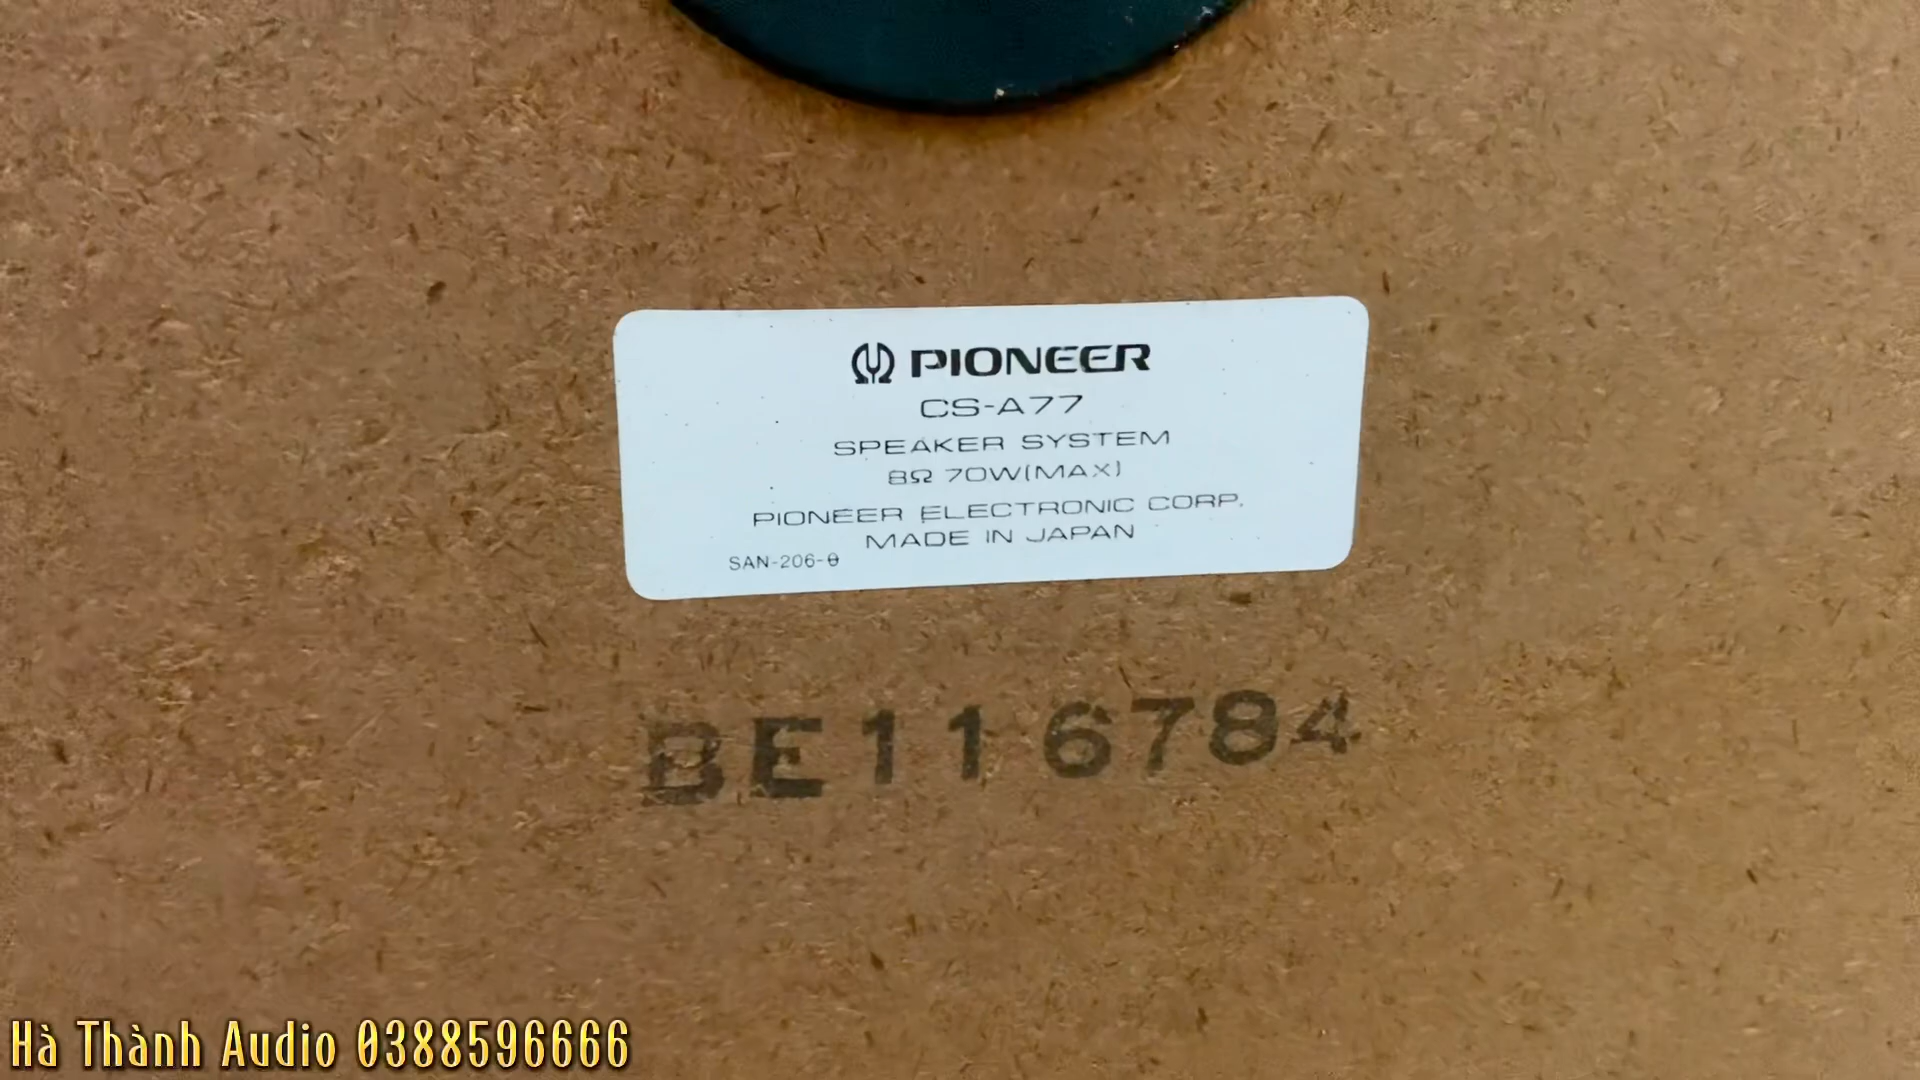 PIONEER
CS-A77
SPEAKER SYSTEM
8Ω 70W(MAX)
PIONEER ELECTRONIC CORP.
MADE IN JAPAN
SAN-206-0
BE116784
Hà Thành Audio 0388596666